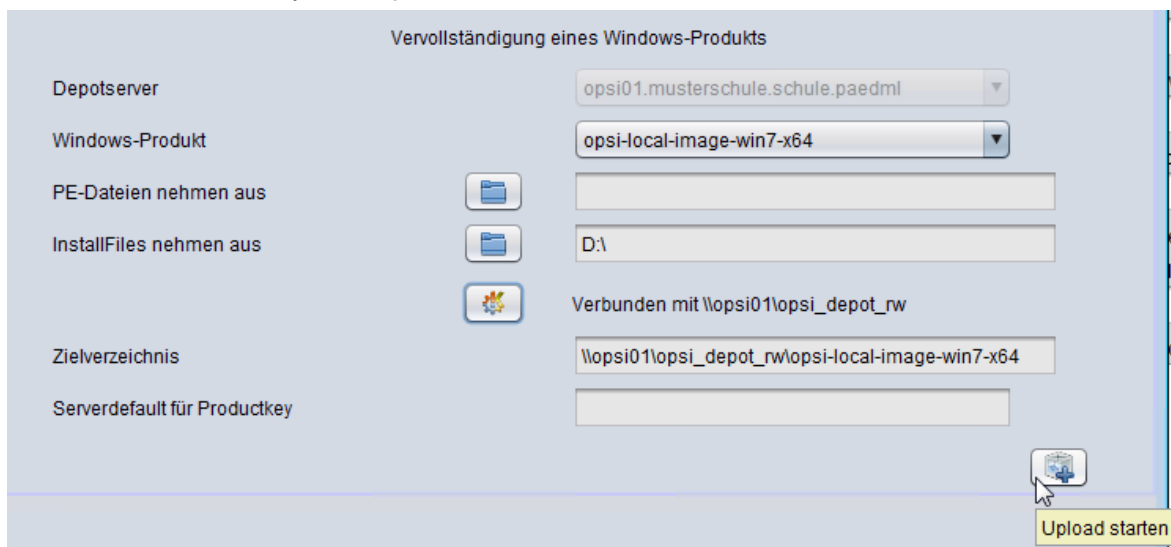 Vervollständigung eines Windows-Produkts
Depotserver opsi01.musterschule.schule.paedml
Windows-Produkt opsi-local-image-win7-x64
PE-Dateien nehmen aus
InstallFiles nehmen aus D:\
Verbunden mit \\opsi01\opsi_depot_rw
Zielverzeichnis \\opsi01\opsi_depot_rw\opsi-local-image-win7-x64
Serverdefault für Productkey
Upload starten